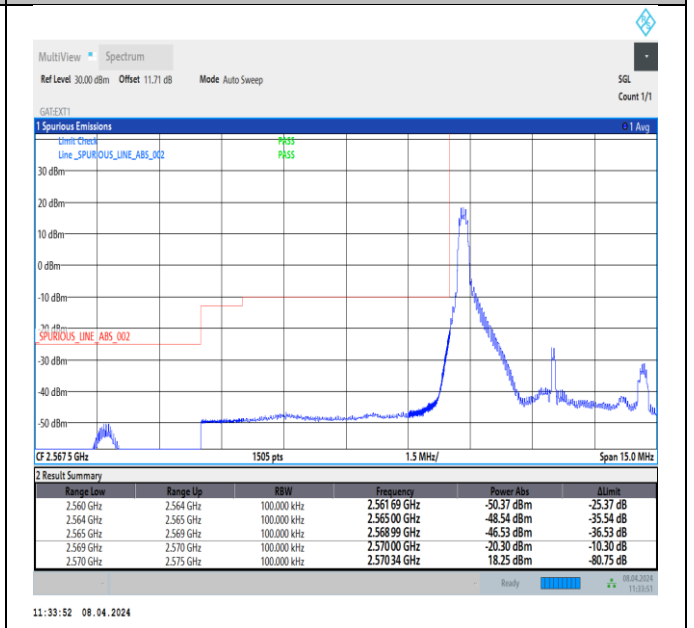 MultiView Spectrum
Ref Level 30.00 dBm Offset 11.71 dB Mode Auto Sweep SGL
Count 1/1
GAT:EXT1
1 Spurious Emissions 1 Avg
Limit Check PASS
Line _SPURIOUS_LINE_ABS_002 PASS
30 dBm
20 dBm
10 dBm
0 dBm
-10 dBm
-20 dBm
_SPURIOUS_LINE_ABS_002
-30 dBm
-40 dBm
-50 dBm
CF 2.567 5 GHz 1505 pts 1.5 MHz/ Span 15.0 MHz
2 Result Summary
Range Low Range Up RBW Frequency Power Abs ΔLimit
2.560 GHz 2.564 GHz 100.000 kHz 2.561 69 GHz -50.37 dBm -25.37 dB
2.564 GHz 2.565 GHz 100.000 kHz 2.565 00 GHz -48.54 dBm -35.54 dB
2.565 GHz 2.569 GHz 100.000 kHz 2.568 99 GHz -46.53 dBm -36.53 dB
2.569 GHz 2.570 GHz 100.000 kHz 2.570 00 GHz -20.30 dBm -10.30 dB
2.570 GHz 2.575 GHz 100.000 kHz 2.570 34 GHz 18.25 dBm -80.75 dB
Ready 08.04.2024
11:33:51
11:33:52 08.04.2024